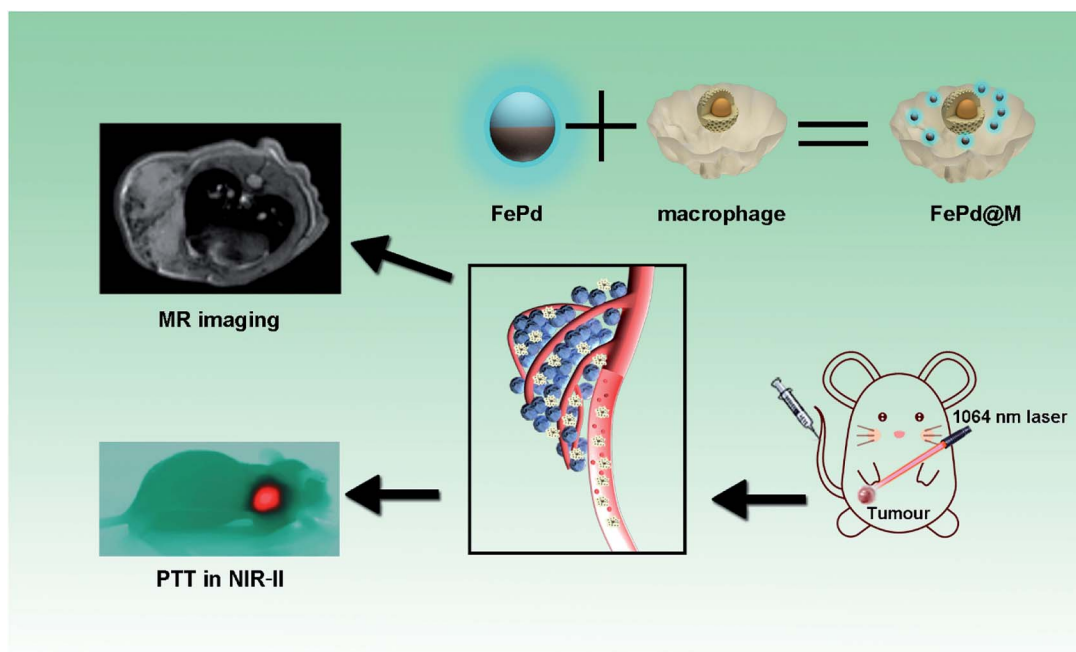 FePd
macrophage
FePd@M
MR imaging
1064 nm laser
Tumour
PTT in NIR-II